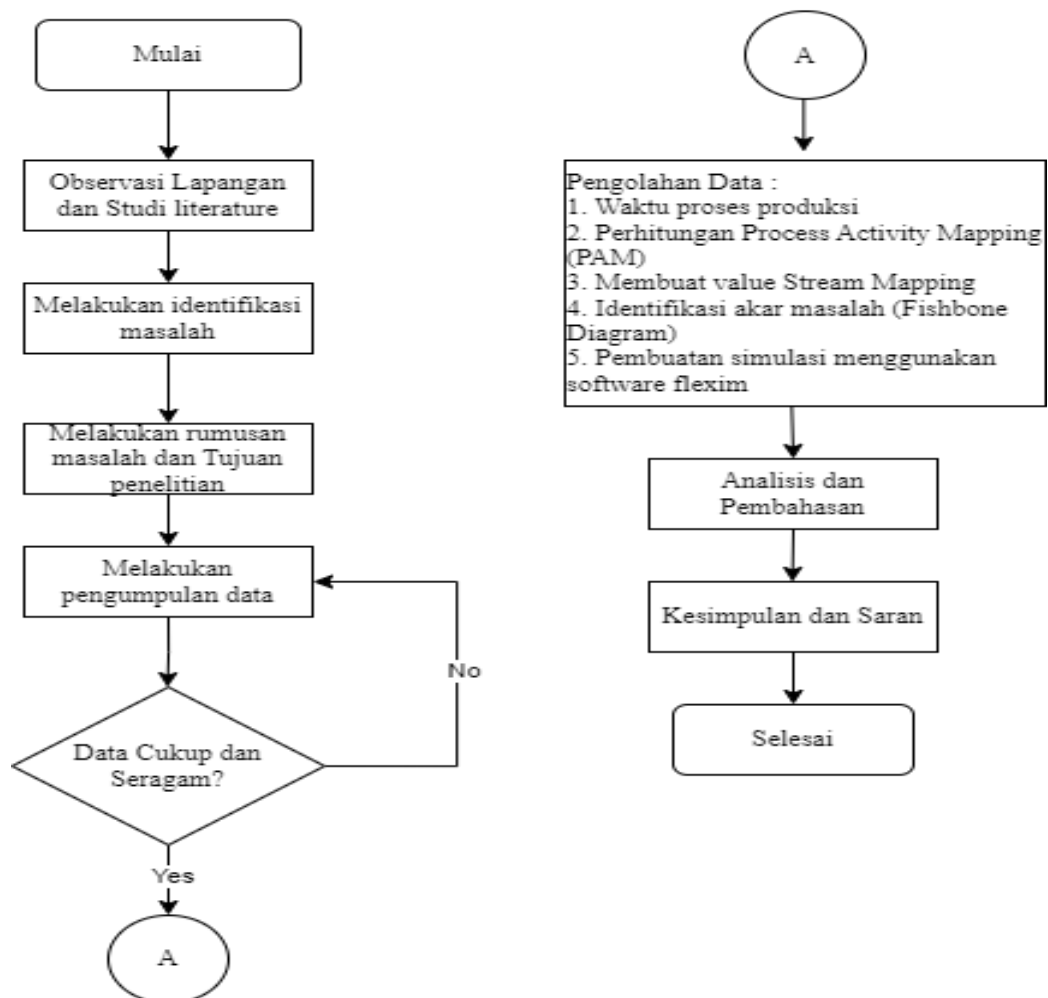 Mulai
Observasi Lapangan
dan Studi literature
Melakukan identifikasi
masalah
Melakukan rumusan
masalah dan Tujuan
penelitian
Melakukan
pengumpulan data
No
Data Cukup dan
Seragam?
Yes
A
A
Pengolahan Data :
1. Waktu proses produksi
2. Perhitungan Process Activity Mapping
(PAM)
3. Membuat value Stream Mapping
4. Identifikasi akar masalah (Fishbone
Diagram)
5. Pembuatan simulasi menggunakan
software flexim
Analisis dan
Pembahasan
Kesimpulan dan Saran
Selesai